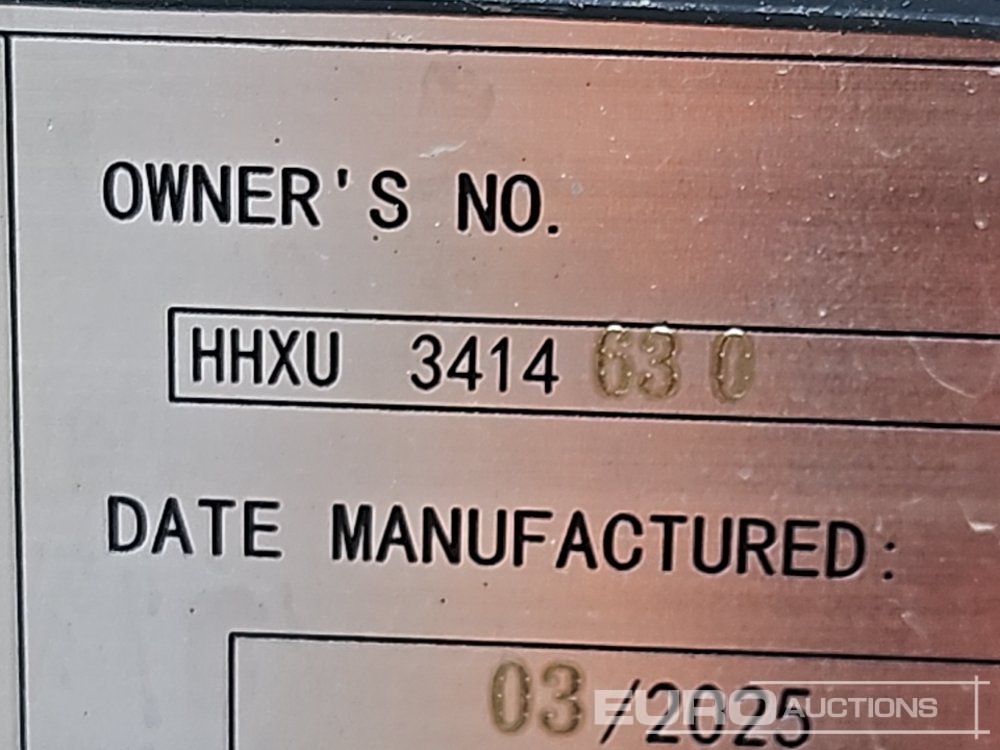 OWNER'S NO.
HHXU 3414 63 0
DATE MANUFACTURED:
03/2025
EURO AUCTIONS